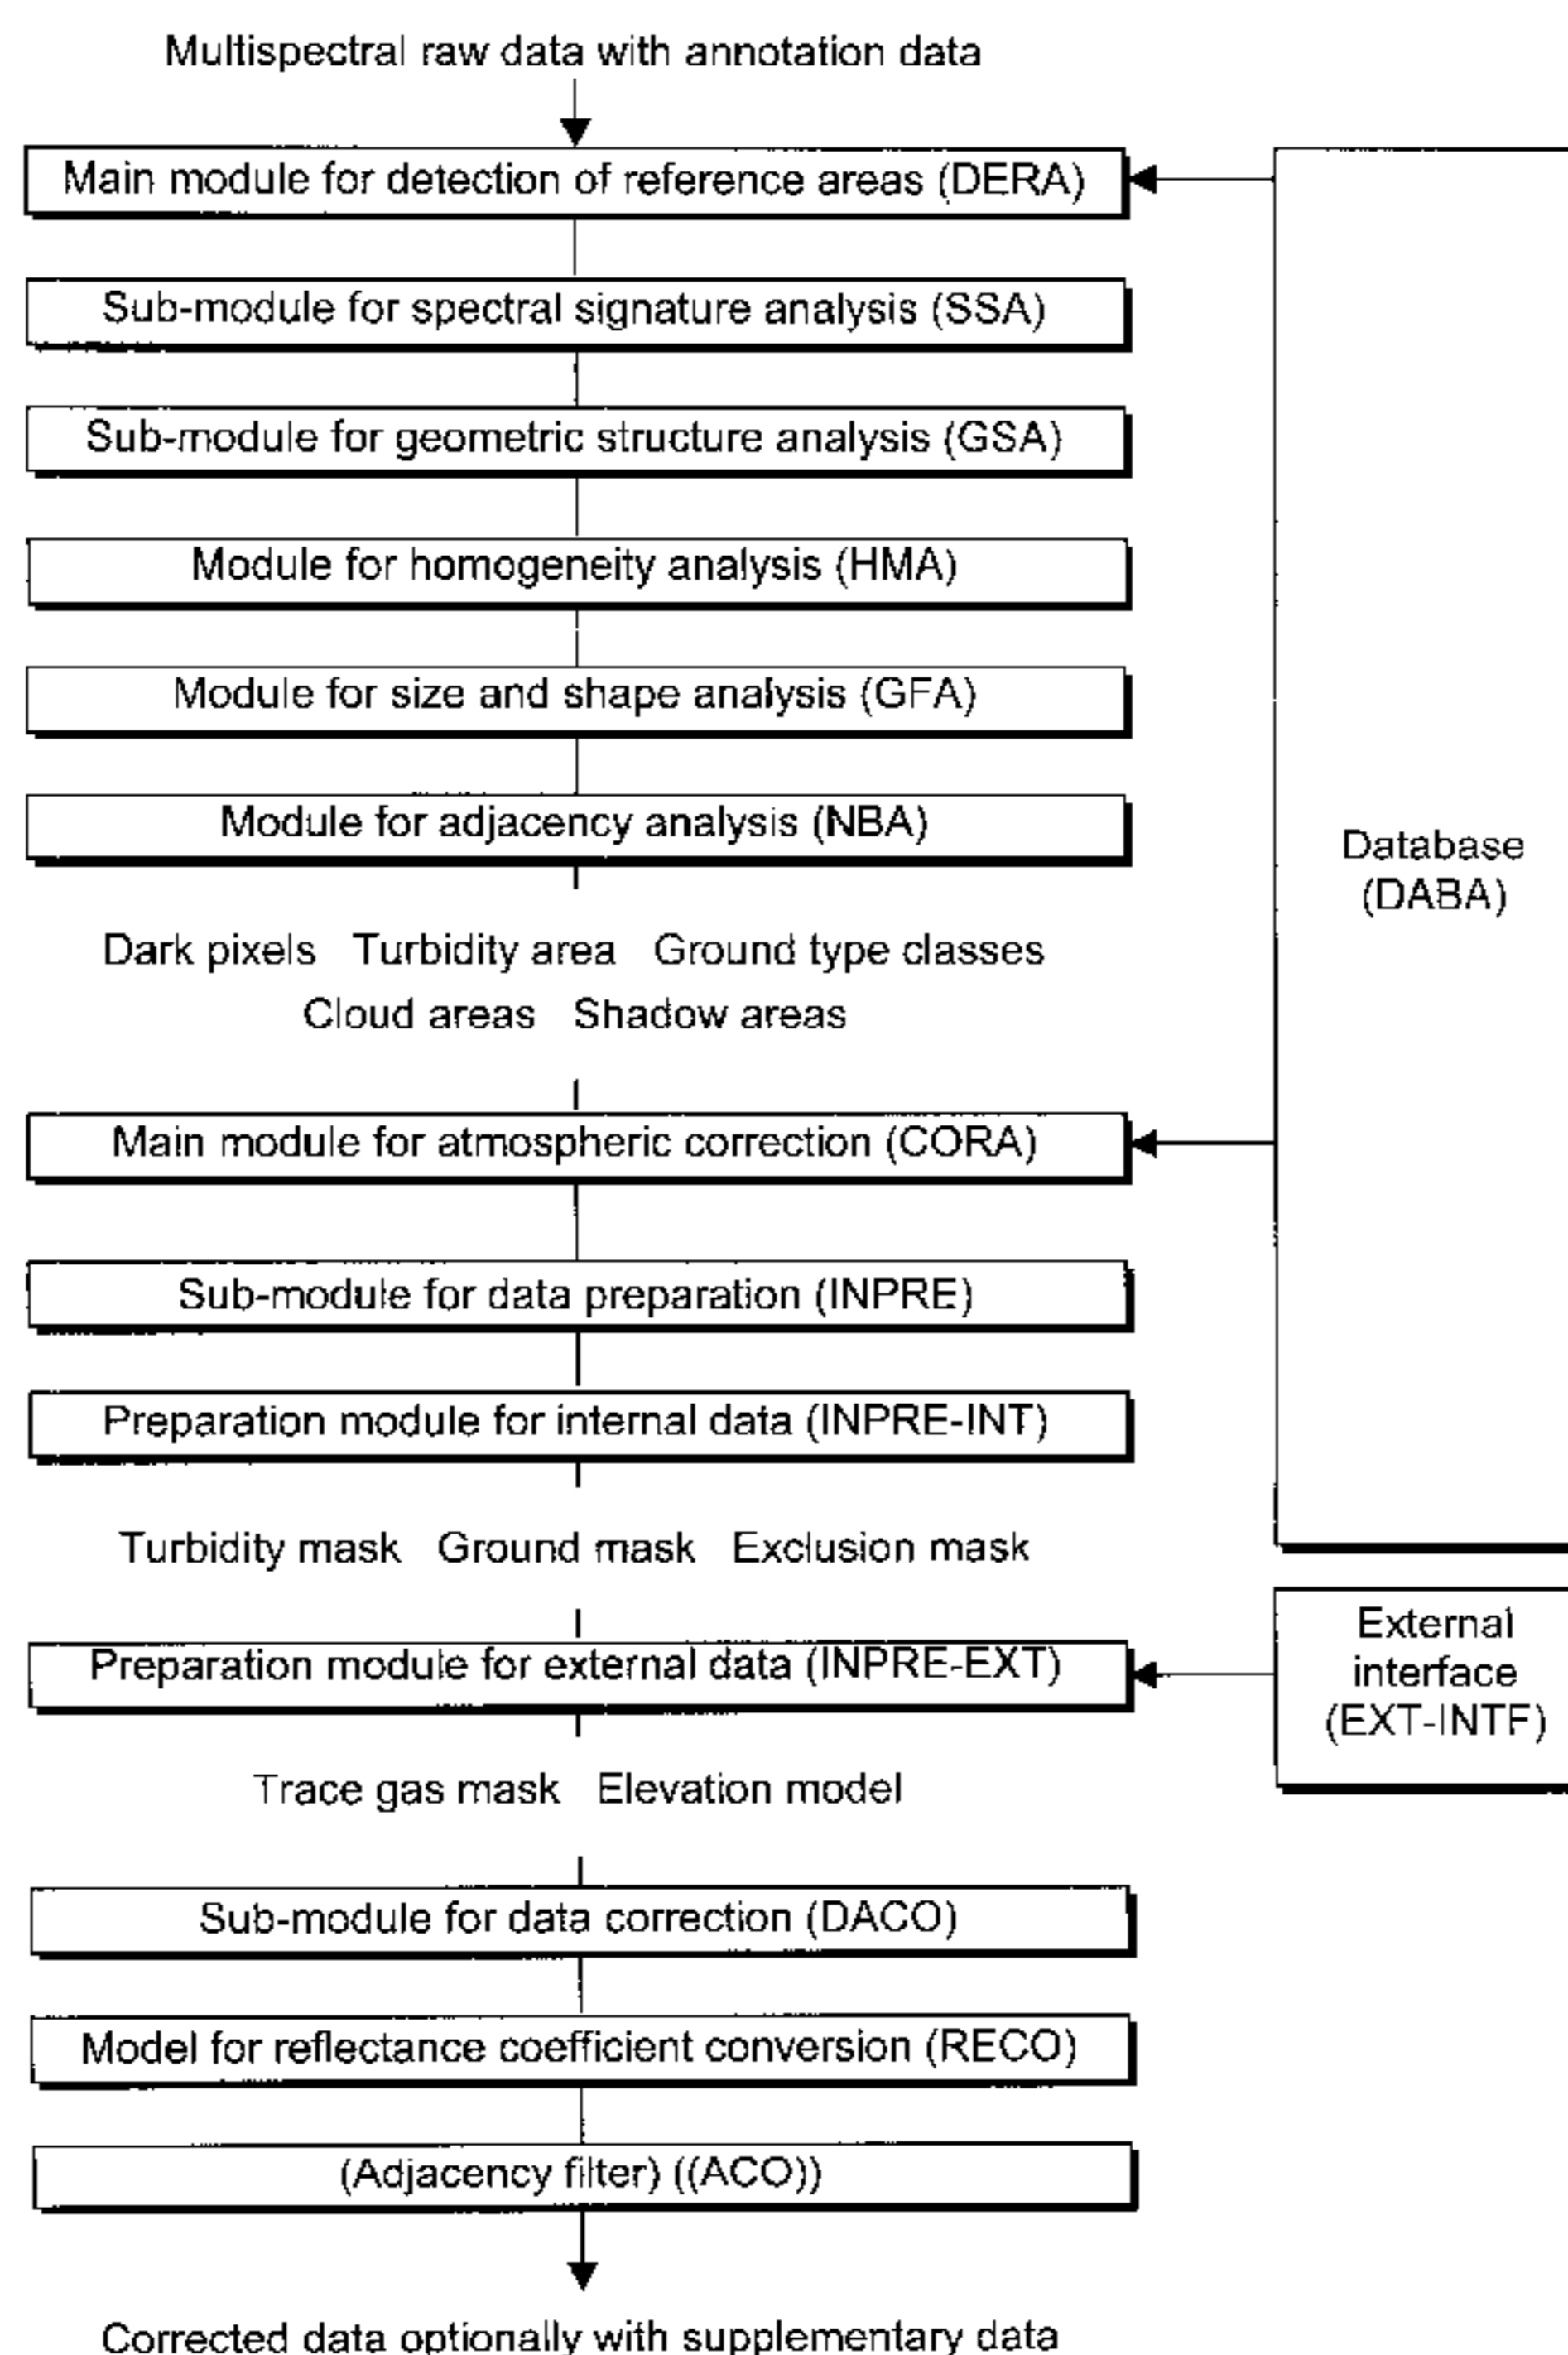 Multispectral raw data with annotation data
Main module for detection of reference areas (DERA)
Sub-module for spectral signature analysis (SSA)
Sub-module for geometric structure analysis (GSA)
Module for homogeneity analysis (HMA)
Module for size and shape analysis (GFA)
Module for adjacency analysis (NBA)
Database
(DABA)
Dark pixels Turbidity area Ground type classes
Cloud areas Shadow areas
Main module for atmospheric correction (CORA)
Sub-module for data preparation (INPRE)
Preparation module for internal data (INPRE-INT)
Turbidity mask Ground mask Exclusion mask
Preparation module for external data (INPRE-EXT)
External
interface
(EXT-INTF)
Trace gas mask Elevation model
Sub-module for data correction (DACO)
Model for reflectance coefficient conversion (RECO)
(Adjacency filter) ((ACO))
Corrected data optionally with supplementary data